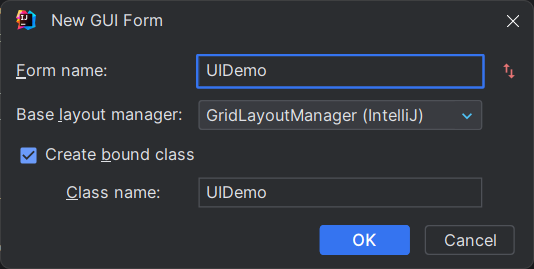 New GUI Form
Form name:
UIDemo
Base layout manager:
GridLayoutManager (IntelliJ)
Create bound class
Class name:
UIDemo
OK
Cancel